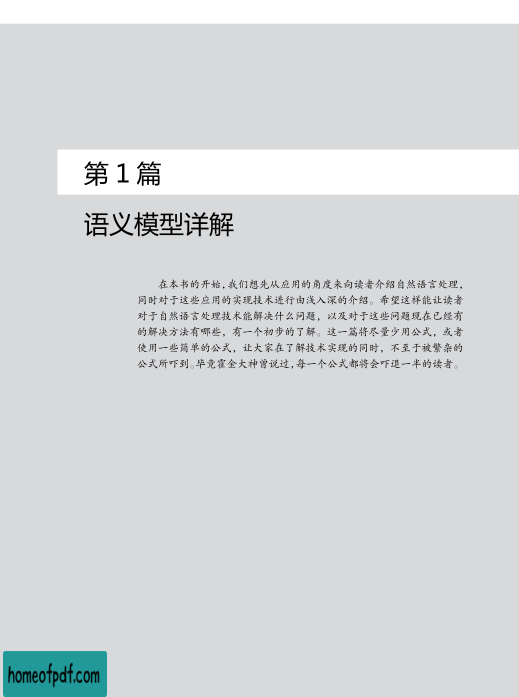 第 1 篇
语义模型详解
在本书的开始，我们想先从应用的角度来向读者介绍自然语言处理，
同时对于这些应用的实现技术进行由浅入深的介绍。希望这样能让读者
对于自然语言处理技术能解决什么问题，以及对于这些问题现在已经有
的解决方法有哪些，有一个初步的了解。这一篇将尽量少用公式，或者
使用一些简单的公式，让大家在了解技术实现的同时，不至于被繁杂的
公式所吓到。毕竟霍金大神曾说过，每一个公式都将会吓退一半的读者。
homeofpdf.com